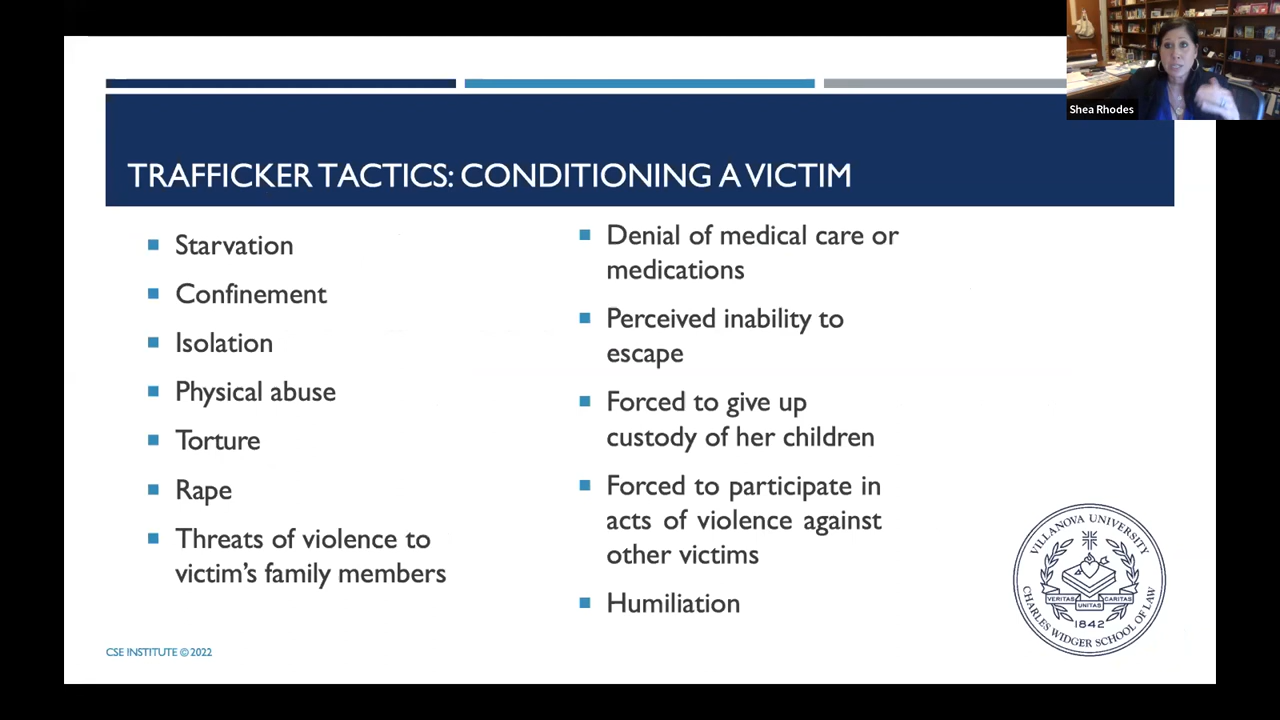 Shea Rhodes
TRAFFICKER TACTICS: CONDITIONING A VICTIM
Starvation
Confinement
Isolation
Physical abuse
Torture
Rape
Threats of violence to
victim's family members
Denial of medical care or
medications
Perceived inability to
escape
Forced to give up
custody of her children
Forced to participate in
acts of violence against
other victims
Humiliation
VILLANOVA UNIVERSITY
VERITAS UNITAS CARITAS
1842
CHARLES WIDGER SCHOOL OF LAW
CSE INSTITUTE © 2022